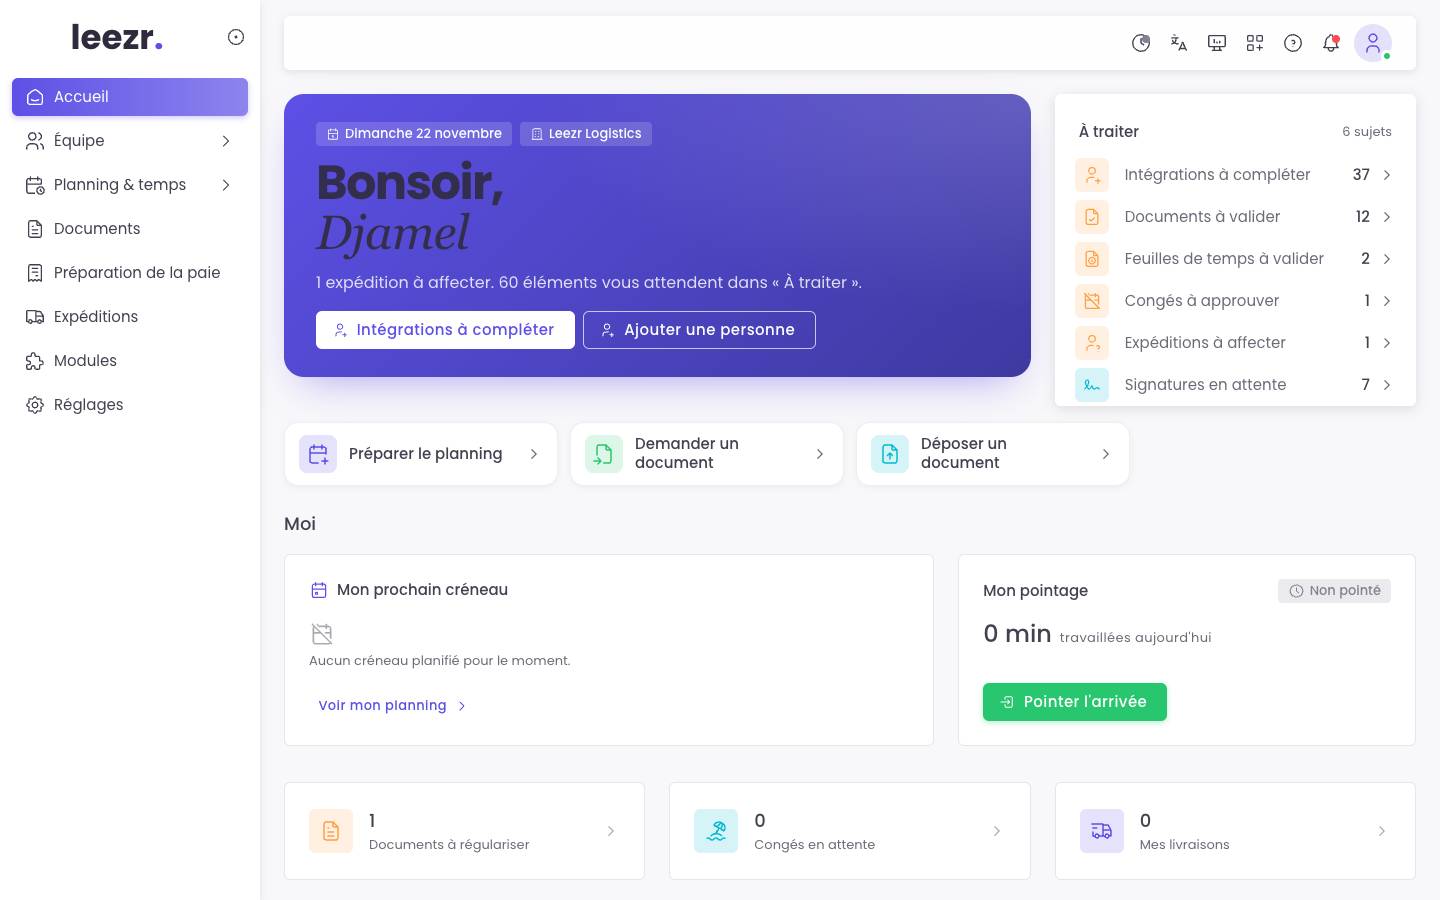 leezr.
Accueil
Équipe
Planning & temps
Documents
Préparation de la paie
Expéditions
Modules
Réglages
Dimanche 22 novembre
Leezr Logistics
Bonsoir,
Djamel
1 expédition à affecter. 60 éléments vous attendent dans « À traiter ».
Intégrations à compléter
Ajouter une personne
À traiter
6 sujets
Intégrations à compléter 37
Documents à valider 12
Feuilles de temps à valider 2
Congés à approuver 1
Expéditions à affecter 1
Signatures en attente 7
Préparer le planning
Demander un
document
Déposer un
document
Moi
Mon prochain créneau
Aucun créneau planifié pour le moment.
Voir mon planning
Mon pointage
Non pointé
0 min travaillées aujourd'hui
Pointer l'arrivée
1
Documents à régulariser
0
Congés en attente
0
Mes livraisons